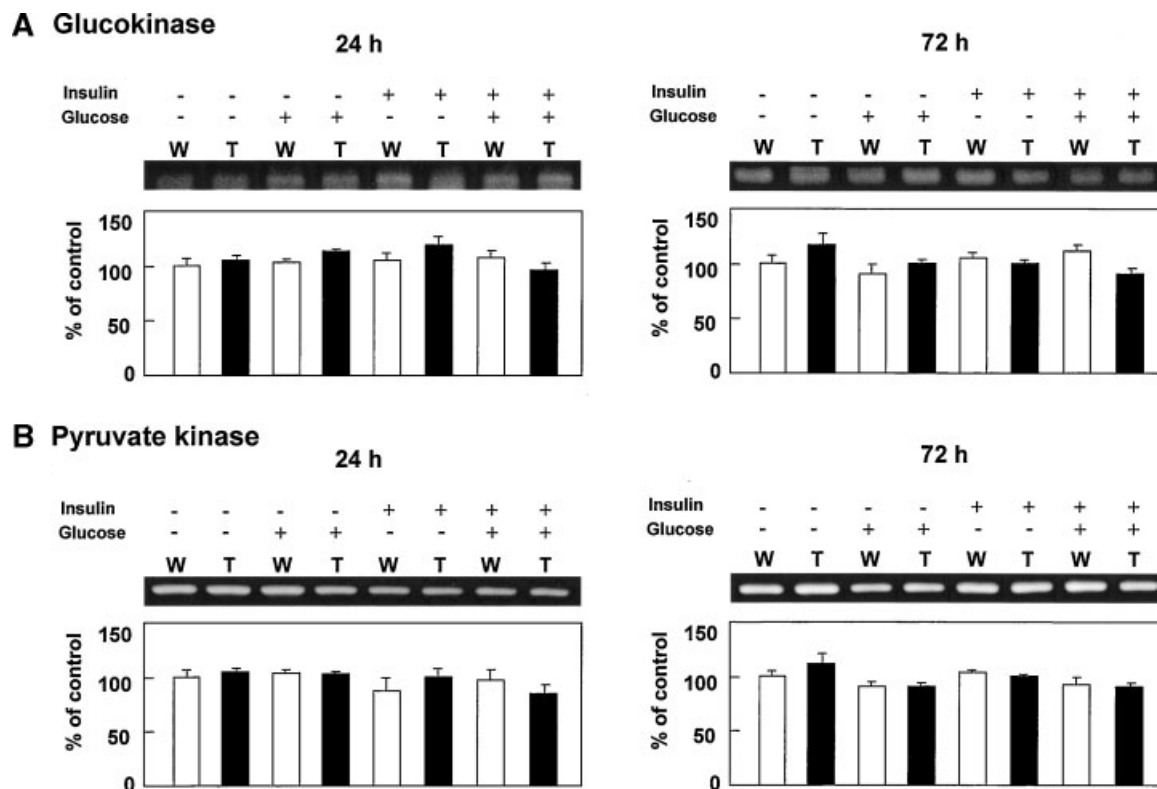 A Glucokinase
24 h
Insulin - - - - + + + +
Glucose - - + + - - + +
W T W T W T W T
150
100
50
0
% of control
72 h
Insulin - - - - + + + +
Glucose - - + + - - + +
W T W T W T W T
150
100
50
0
% of control
B Pyruvate kinase
24 h
Insulin - - - - + + + +
Glucose - - + + - - + +
W T W T W T W T
150
100
50
0
% of control
72 h
Insulin - - - - + + + +
Glucose - - + + - - + +
W T W T W T W T
150
100
50
0
% of control